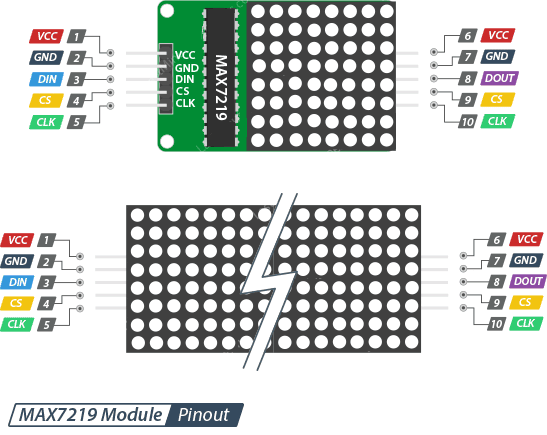 VCC 1
GND 2
DIN 3
CS 4
CLK 5
VCC
GND
DIN
CS
CLK
MAX7219
6 VCC
7 GND
8 DOUT
9 CS
10 CLK
VCC 1
GND 2
DIN 3
CS 4
CLK 5
6 VCC
7 GND
8 DOUT
9 CS
10 CLK
MAX7219 Module Pinout